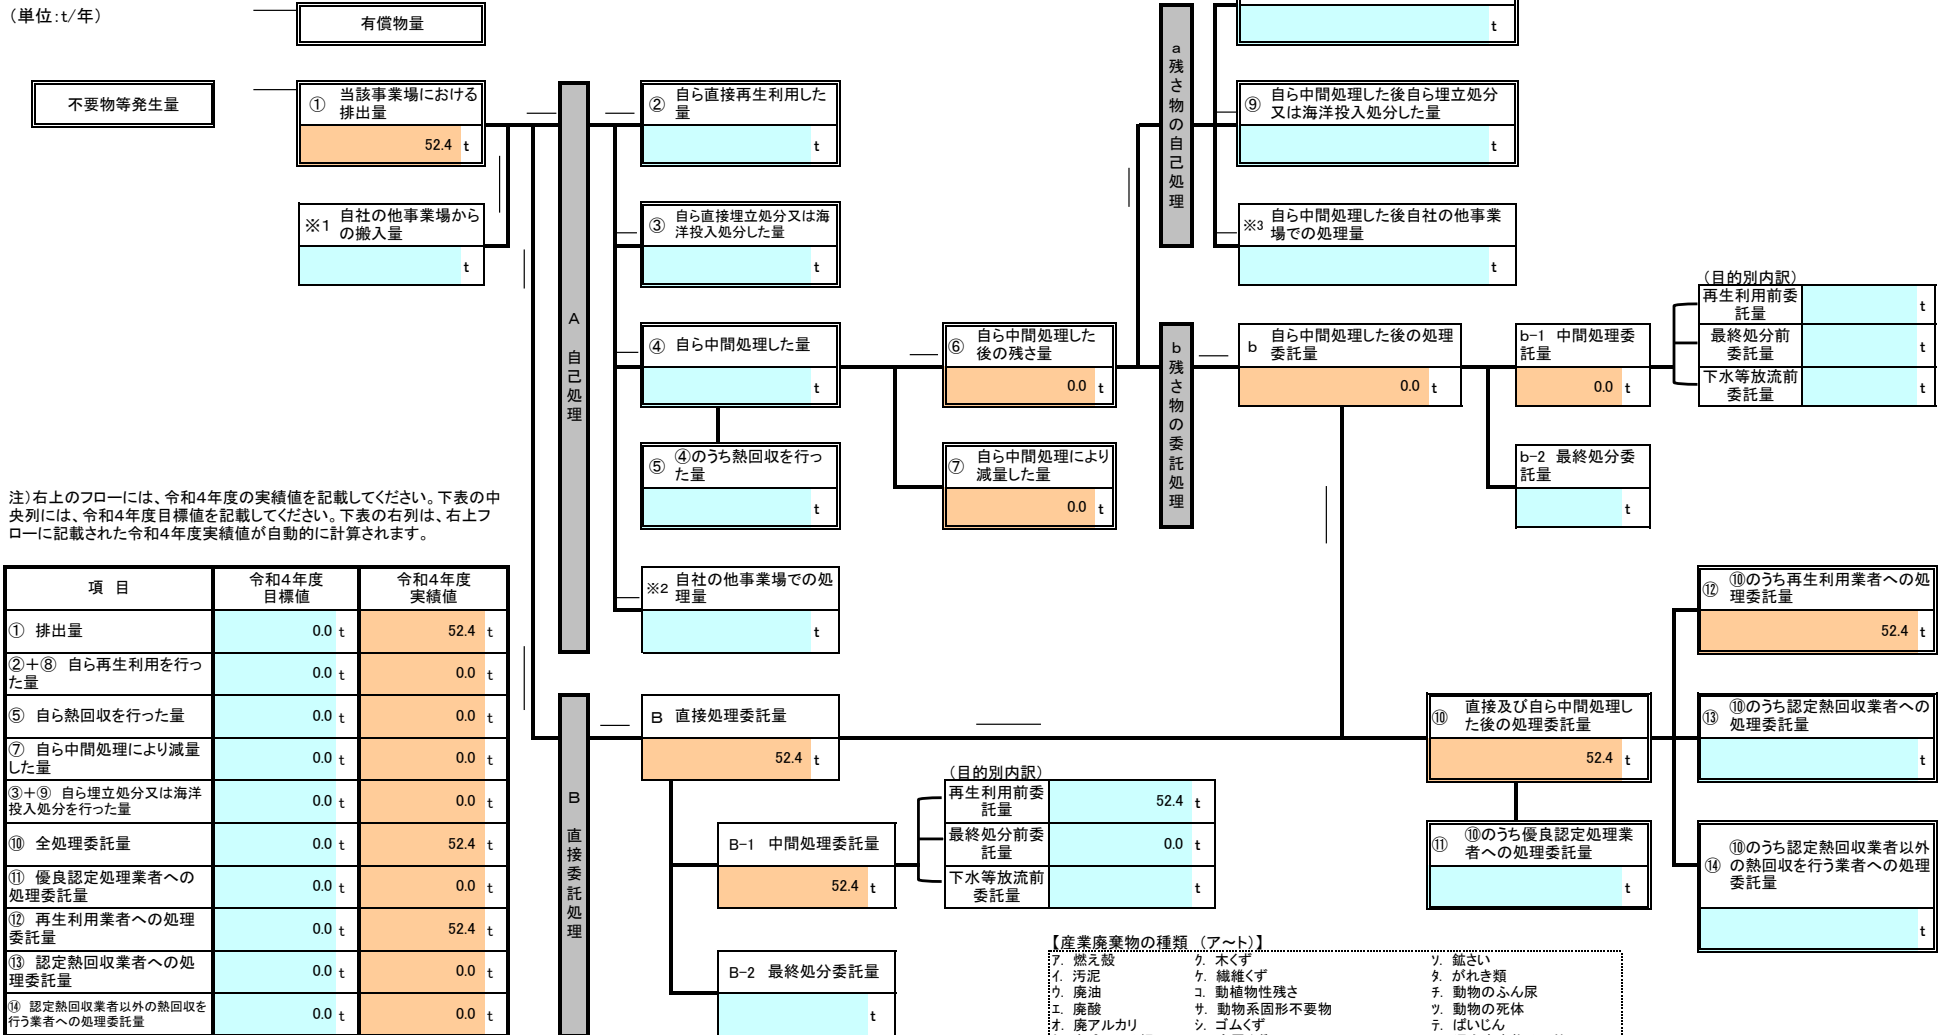 (単位:t/年)
有償物量
不要物等発生量
① 当該事業場における
排出量
52.4 t
※1 自社の他事業場から
の搬入量
t
A 自己処理
② 自ら直接再生利用した
量
t
③ 自ら直接埋立処分又は海
洋投入処分した量
t
④ 自ら中間処理した量
t
⑤ ④のうち熱回収を行っ
た量
t
※2 自社の他事業場での処
理量
t
⑥ 自ら中間処理した
後の残さ量
0.0 t
⑦ 自ら中間処理により
減量した量
0.0 t
a 残さ物の自己処理
t
⑨ 自ら中間処理した後自ら埋立処分
又は海洋投入処分した量
t
※3 自ら中間処理した後自社の他事業
場での処理量
t
b 残さ物の委託処理
b 自ら中間処理した後の処理
委託量
0.0 t
b-1 中間処理委
託量
0.0 t
b-2 最終処分委
託量
t
(目的別内訳)
再生利用前委
託量 t
最終処分前
委託量 t
下水等放流前
委託量 t
注)右上のフローには、令和4年度の実績値を記載してください。下表の中
央列には、令和4年度目標値を記載してください。下表の右列は、右上フ
ローに記載された令和4年度実績値が自動的に計算されます。
項 目 令和4年度
目標値 令和4年度
実績値
① 排出量 0.0 t 52.4 t
②+⑧ 自ら再生利用を行っ
た量 0.0 t 0.0 t
⑤ 自ら熱回収を行った量 0.0 t 0.0 t
⑦ 自ら中間処理により減量
した量 0.0 t 0.0 t
③+⑨ 自ら埋立処分又は海洋
投入処分を行った量 0.0 t 0.0 t
⑩ 全処理委託量 0.0 t 52.4 t
⑪ 優良認定処理業者への
処理委託量 0.0 t 0.0 t
⑫ 再生利用業者への処理
委託量 0.0 t 52.4 t
⑬ 認定熱回収業者への処
理委託量 0.0 t 0.0 t
⑭ 認定熱回収業者以外の熱回収を
行う業者への処理委託量 0.0 t 0.0 t
B 直接委託処理
B 直接処理委託量
52.4 t
B-1 中間処理委託量
52.4 t
B-2 最終処分委託量
t
(目的別内訳)
再生利用前委
託量 52.4 t
最終処分前委
託量 0.0 t
下水等放流前
委託量 t
⑩ 直接及び自ら中間処理し
た後の処理委託量
52.4 t
⑪ ⑩のうち優良認定処理業
者への処理委託量
t
⑫ ⑩のうち再生利用業者への処
理委託量
52.4 t
⑬ ⑩のうち認定熱回収業者への
処理委託量
t
⑭ ⑩のうち認定熱回収業者以外
の熱回収を行う業者への処理
委託量
t
【産業廃棄物の種類 (ア~ト)】
ア. 燃え殻 ク. 木くず ソ. 鉱さい
イ. 汚泥 ケ. 繊維くず タ. がれき類
ウ. 廃油 コ. 動植物性残さ チ. 動物のふん尿
エ. 廃酸 サ. 動物系固形不要物 ツ. 動物の死体
オ. 廃アルカリ シ. ゴムくず テ. ばいじん